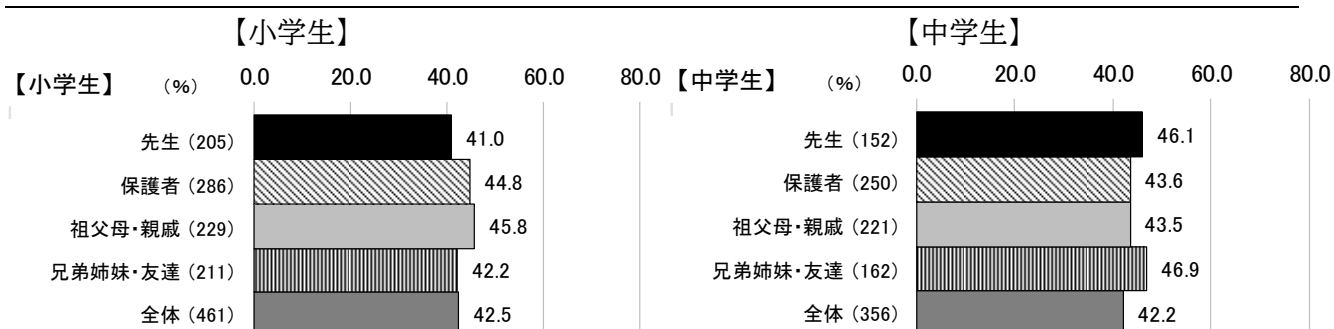 【小学生】
【小学生】 (%) 0.0 20.0 40.0 60.0 80.0
先生(205) 41.0
保護者(286) 44.8
祖父母・親戚(229) 45.8
兄弟姉妹・友達(211) 42.2
全体(461) 42.5
【中学生】
【中学生】 (%) 0.0 20.0 40.0 60.0 80.0
先生(152) 46.1
保護者(250) 43.6
祖父母・親戚(221) 43.5
兄弟姉妹・友達(162) 46.9
全体(356) 42.2